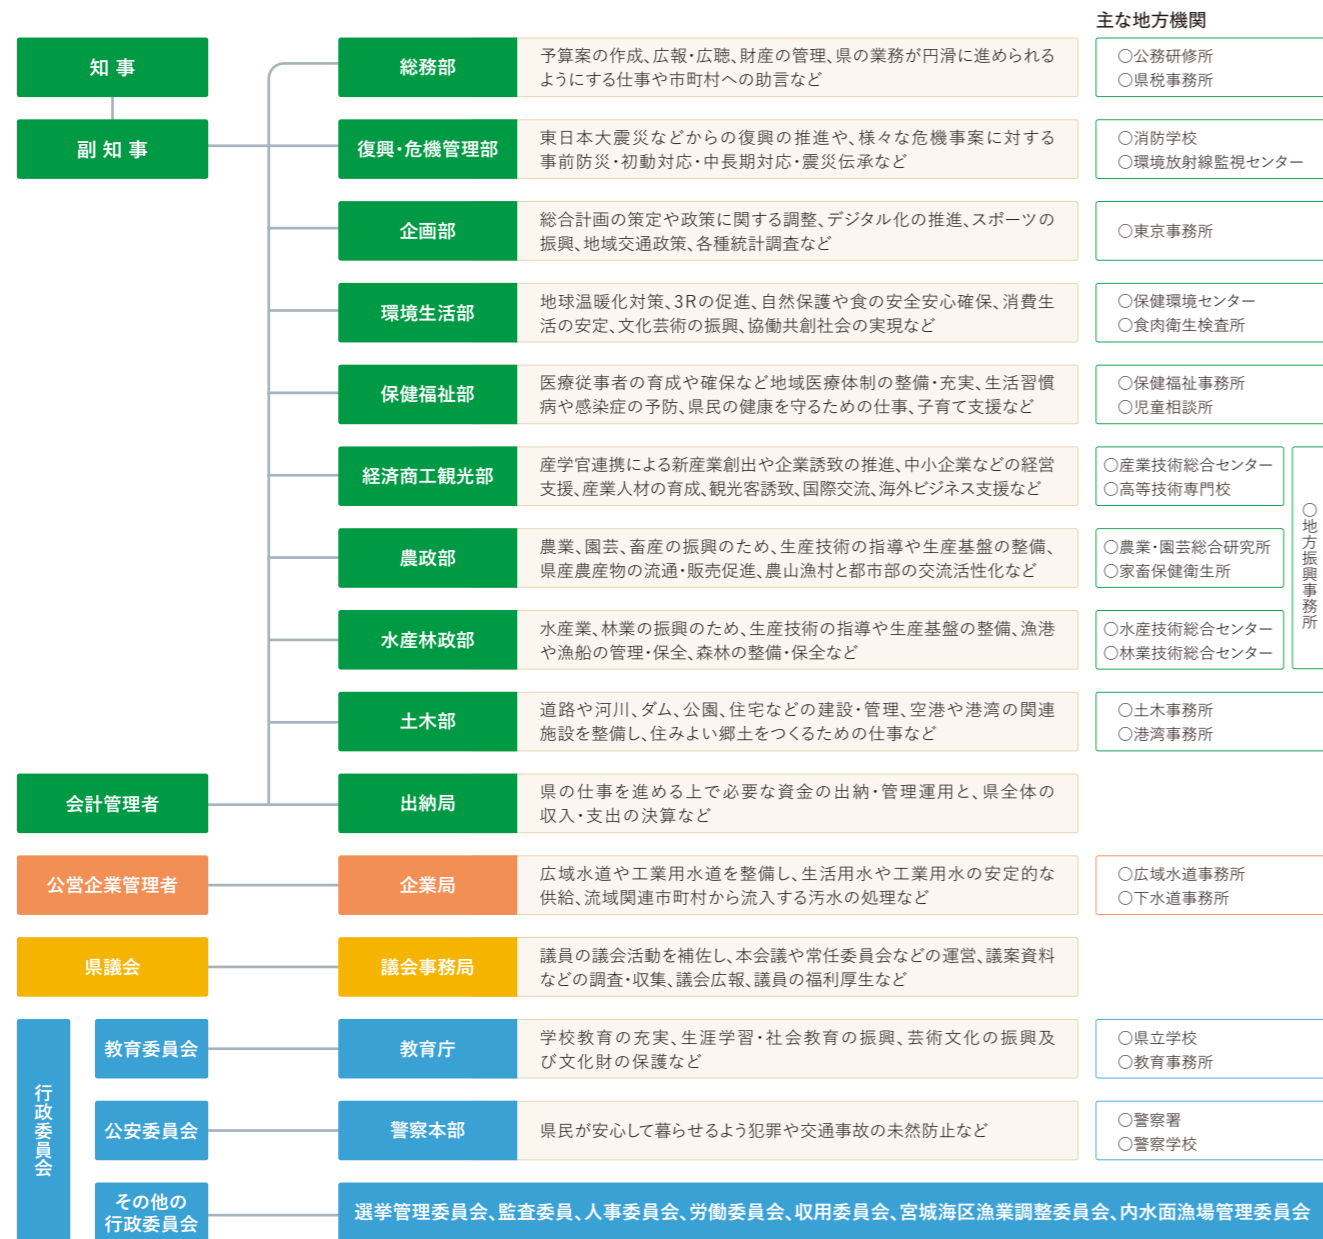 主な地方機関
知事
総務部
予算案の作成、広報・広聴、財産の管理、県の業務が円滑に進められる
ようにする仕事や市町村への助言など
○公務研修所
○県税事務所
副知事
復興・危機管理部
東日本大震災などからの復興の推進や、様々な危機事案に対する
事前防災・初動対応・中長期対応・震災伝承など
○消防学校
○環境放射線監視センター
企画部
総合計画の策定や政策に関する調整、デジタル化の推進、スポーツの
振興、地域交通政策、各種統計調査など
○東京事務所
環境生活部
地球温暖化対策、3Rの促進、自然保護や食の安全安心確保、消費生
活の安定、文化芸術の振興、協働共創社会の実現など
○保健環境センター
○食肉衛生検査所
保健福祉部
医療従事者の育成や確保など地域医療体制の整備・充実、生活習慣
病や感染症の予防、県民の健康を守るための仕事、子育て支援など
○保健福祉事務所
○児童相談所
経済商工観光部
産学官連携による新産業創出や企業誘致の推進、中小企業などの経営
支援、産業人材の育成、観光客誘致、国際交流、海外ビジネス支援など
○産業技術総合センター
○高等技術専門校
○地方振興事務所
農政部
農業、園芸、畜産の振興のため、生産技術の指導や生産基盤の整備、
県産農産物の流通・販売促進、農山漁村と都市部の交流活性化など
○農業・園芸総合研究所
○家畜保健衛生所
水産林政部
水産業、林業の振興のため、生産技術の指導や生産基盤の整備、漁港
や漁船の管理・保全、森林の整備・保全など
○水産技術総合センター
○林業技術総合センター
土木部
道路や河川、ダム、公園、住宅などの建設・管理、空港や港湾の関連
施設を整備し、住みよい郷土をつくるための仕事など
○土木事務所
○港湾事務所
会計管理者
出納局
県の仕事を進める上で必要な資金の出納・管理運用と、県全体の
収入・支出の決算など
公営企業管理者
企業局
広域水道や工業用水道を整備し、生活用水や工業用水の安定的な
供給、流域関連市町村から流入する汚水の処理など
○広域水道事務所
○下水道事務所
県議会
議会事務局
議員の議会活動を補佐し、本会議や常任委員会などの運営、議案資料
などの調査・収集、議会広報、議員の福利厚生など
行政委員会
教育委員会
教育庁
学校教育の充実、生涯学習・社会教育の振興、芸術文化の振興及
び文化財の保護など
○県立学校
○教育事務所
公安委員会
警察本部
県民が安心して暮らせるよう犯罪や交通事故の未然防止など
○警察署
○警察学校
その他の
行政委員会
選挙管理委員会、監査委員、人事委員会、労働委員会、収用委員会、宮城海区漁業調整委員会、内水面漁場管理委員会